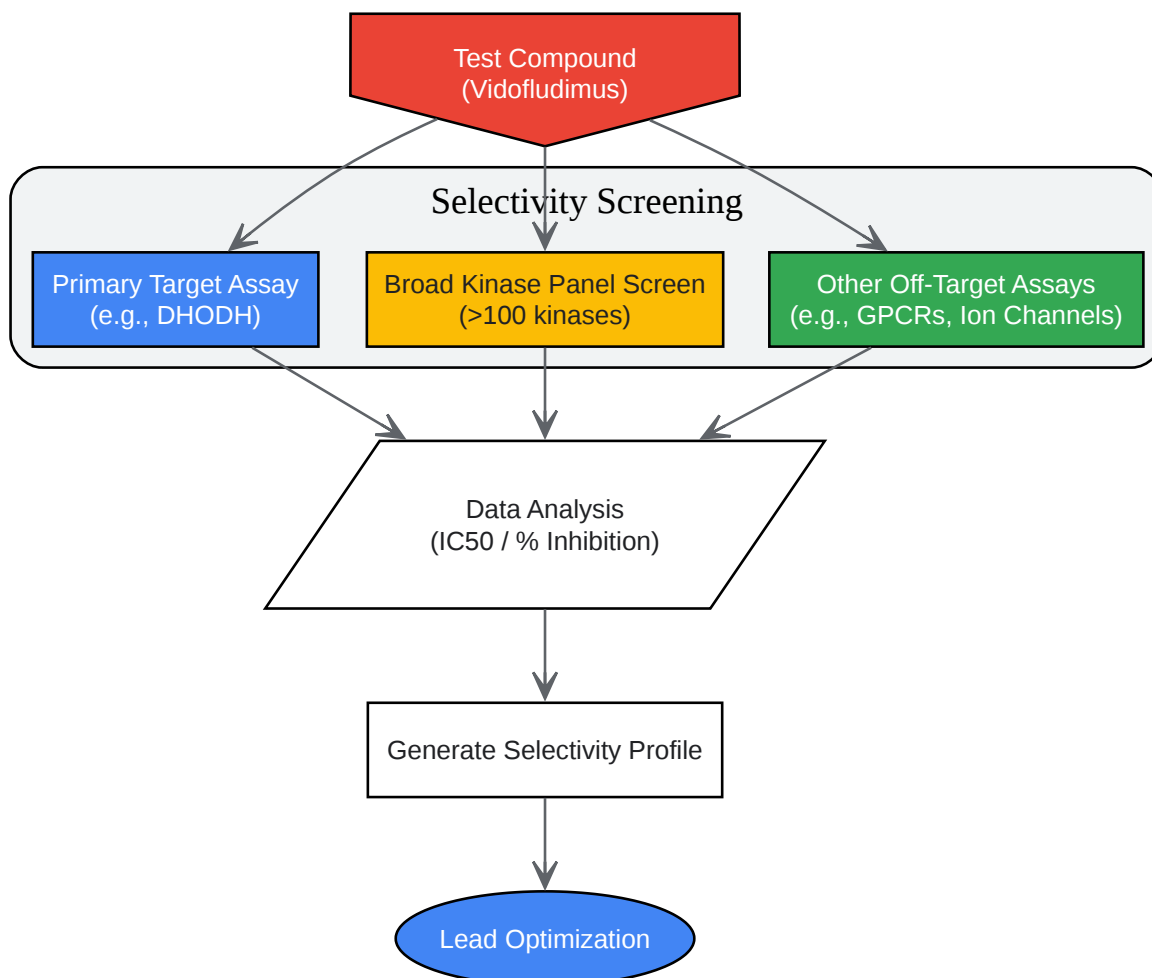 Test Compound
(Vidofludimus)
Selectivity Screening
Primary Target Assay
(e.g., DHODH)
Broad Kinase Panel Screen
(>100 kinases)
Other Off-Target Assays
(e.g., GPCRs, Ion Channels)
Data Analysis
(IC50 / % Inhibition)
Generate Selectivity Profile
Lead Optimization